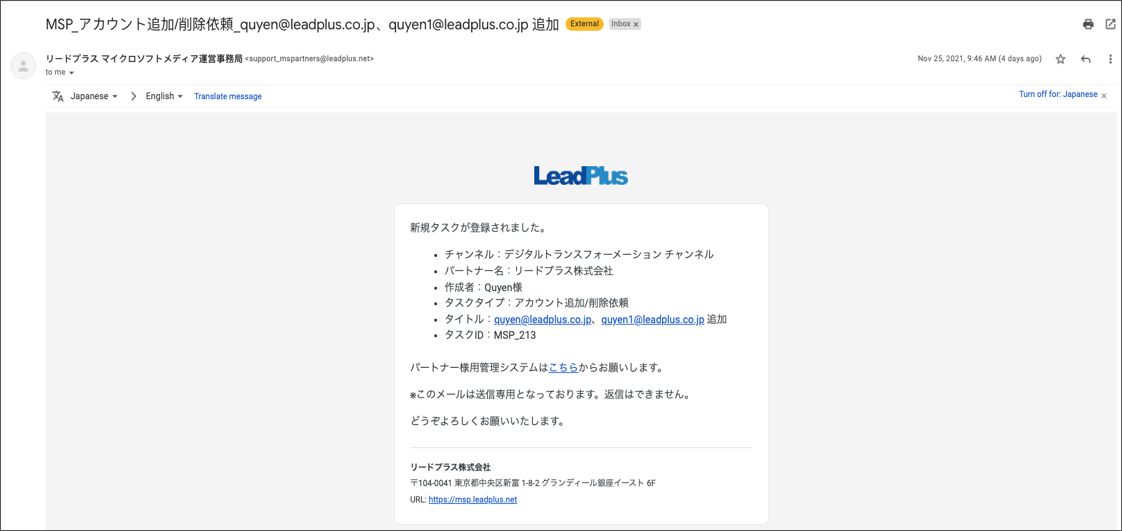 MSP_アカウント追加/削除依頼_quyen@leadplus.co.jp、quyen1@leadplus.co.jp 追加 External Inbox x
リードプラス マイクロソフトメディア運営事務局 <support_mspartners@leadplus.net> Nov 25, 2021, 9:46 AM (4 days ago)
to me
Japanese > English Translate message Turn off for: Japanese x
LeadPlus
新規タスクが登録されました。
• チャンネル：デジタルトランスフォーメーション チャンネル
• パートナー名：リードプラス株式会社
• 作成者：Quyen様
• タスクタイプ：アカウント追加/削除依頼
• タイトル：quyen@leadplus.co.jp、quyen1@leadplus.co.jp 追加
• タスクID：MSP_213
パートナー様用管理システムはこちらからお願いします。
※このメールは送信専用となっております。返信はできません。
どうぞよろしくお願いいたします。
リードプラス株式会社
〒104-0041 東京都中央区新富 1-8-2 グランディール銀座イースト 6F
URL: https://msp.leadplus.net